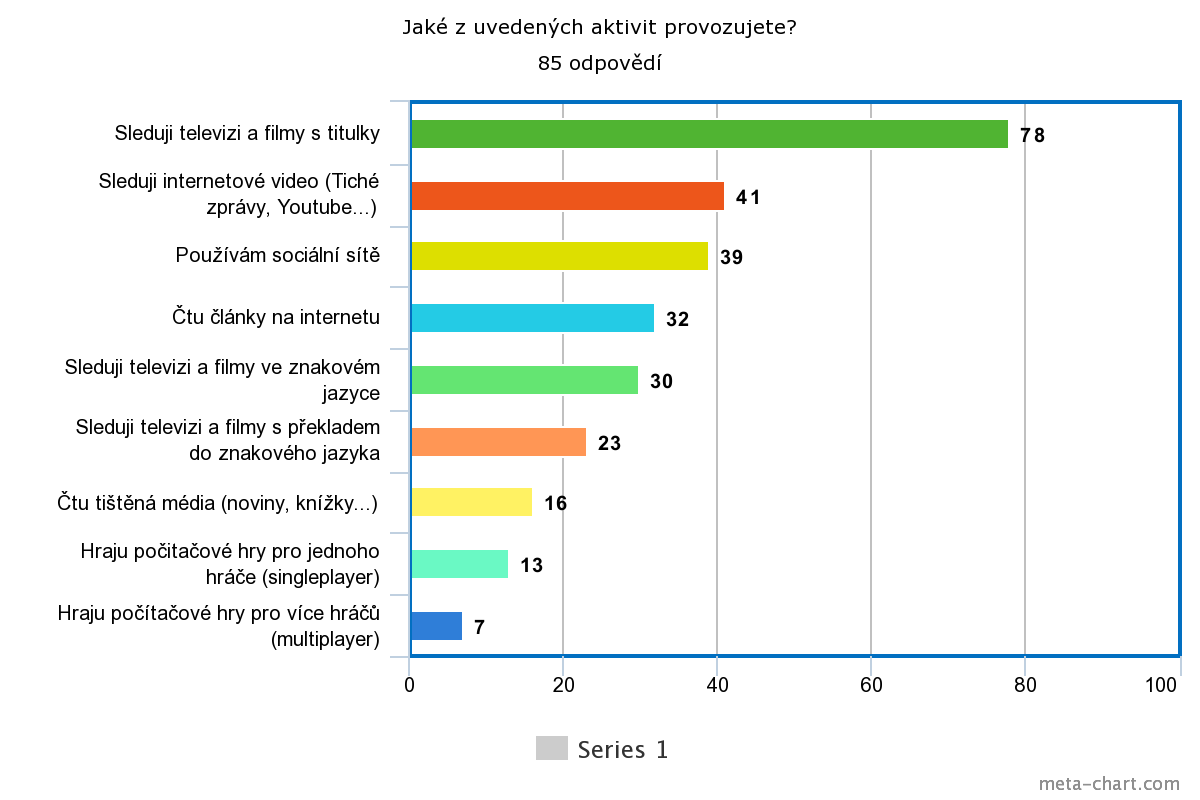 Jaké z uvedených aktivit provozujete?
85 odpovědí
Sleduji televizi a filmy s titulky
78
Sleduji internetové video (Tiché
zprávy, Youtube...)
41
Používám sociální sítě
39
Čtu články na internetu
32
Sleduji televizi a filmy ve znakovém
jazyce
30
Sleduji televizi a filmy s překladem
do znakového jazyka
23
Čtu tištěná média (noviny, knížky...)
16
Hraju počitačové hry pro jednoho
hráče (singleplayer)
13
Hraju počítačové hry pro více hráčů
(multiplayer)
7
0 20 40 60 80 100
Series 1
meta-chart.com